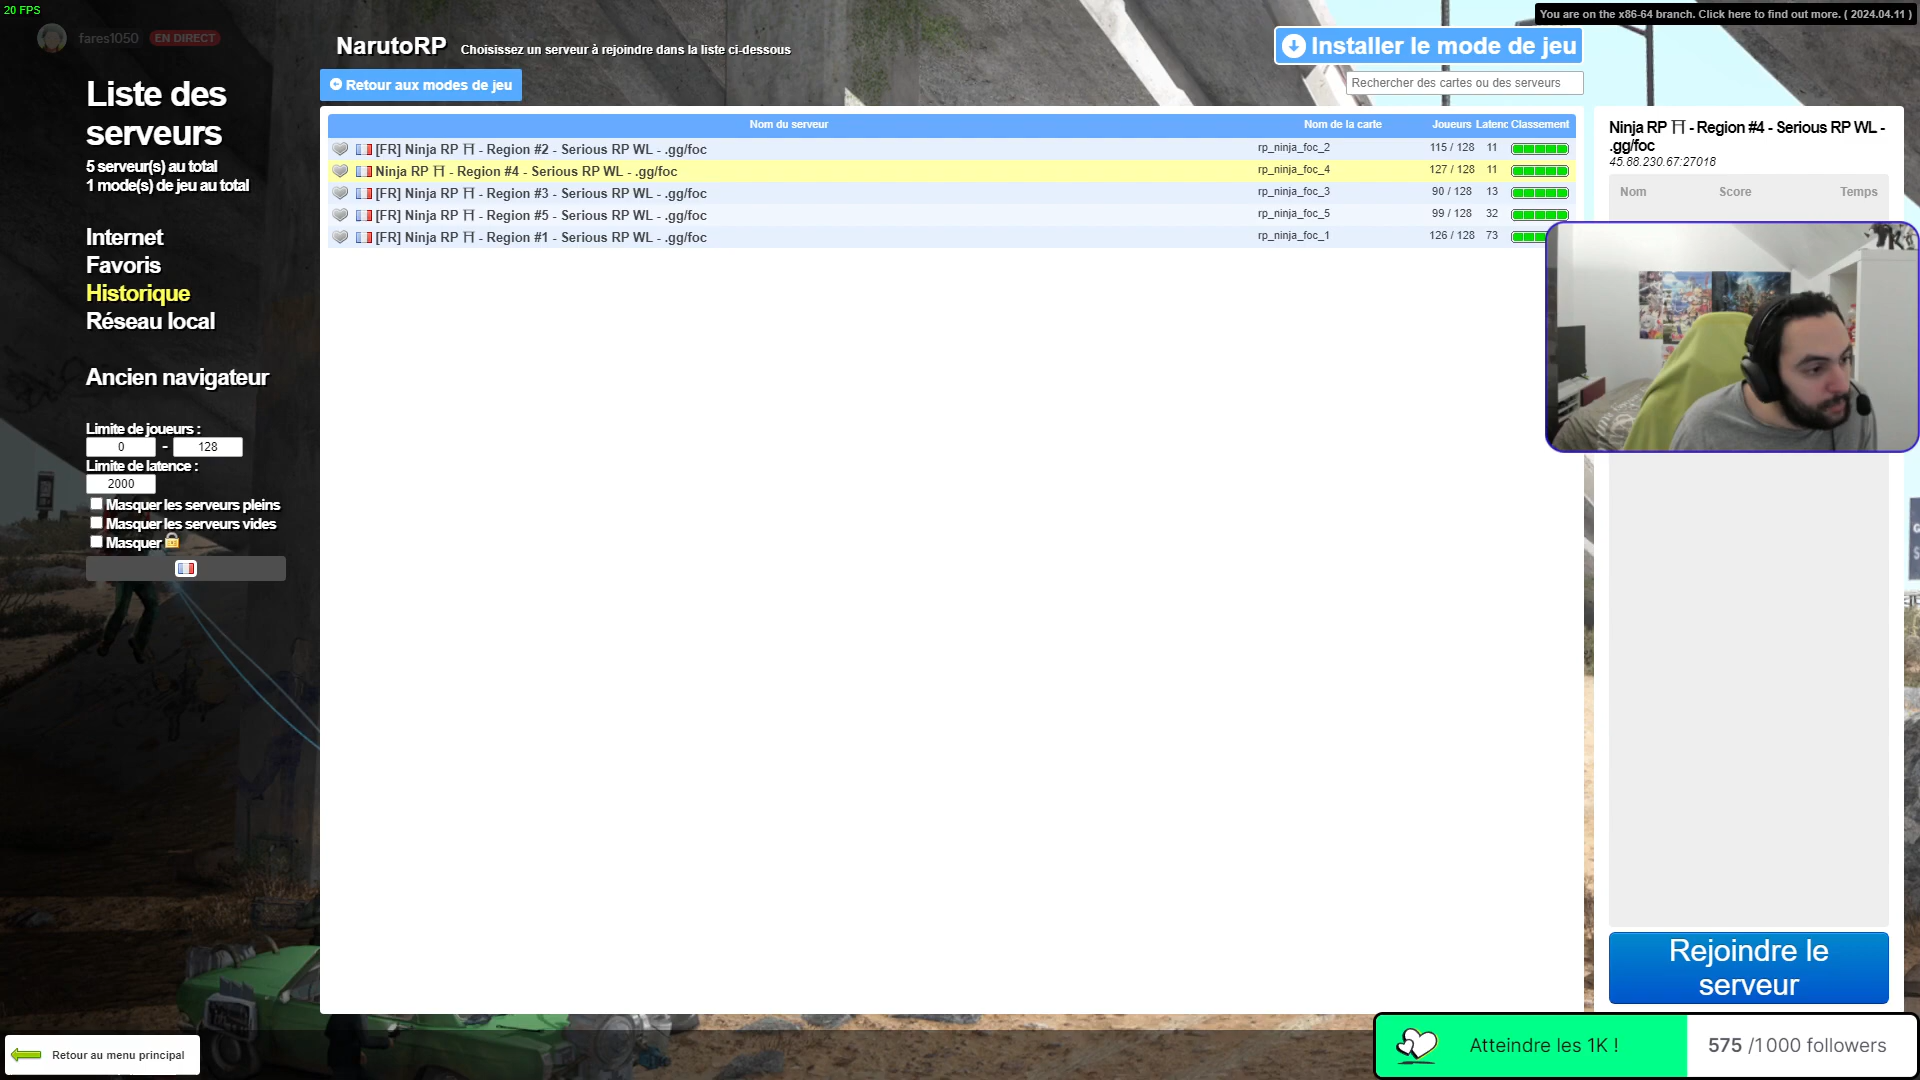 20 FPS
You are on the x86-64 branch. Click here to find out more. ( 2024.04.11 )
fares1050 EN DIRECT
NarutoRP Choisissez un serveur à rejoindre dans la liste ci-dessous
Installer le mode de jeu
Retour aux modes de jeu
Rechercher des cartes ou des serveurs
Liste des
serveurs
5 serveur(s) au total
1 mode(s) de jeu au total
Internet
Favoris
Historique
Réseau local
Ancien navigateur
Limite de joueurs :
0 - 128
Limite de latence :
2000
Masquer les serveurs pleins
Masquer les serveurs vides
Masquer
Nom du serveur Nom de la carte Joueurs Latenc Classement
[FR] Ninja RP ⛩ - Region #2 - Serious RP WL - .gg/foc rp_ninja_foc_2 115 / 128 11
Ninja RP ⛩ - Region #4 - Serious RP WL - .gg/foc rp_ninja_foc_4 127 / 128 11
[FR] Ninja RP ⛩ - Region #3 - Serious RP WL - .gg/foc rp_ninja_foc_3 90 / 128 13
[FR] Ninja RP ⛩ - Region #5 - Serious RP WL - .gg/foc rp_ninja_foc_5 99 / 128 32
[FR] Ninja RP ⛩ - Region #1 - Serious RP WL - .gg/foc rp_ninja_foc_1 126 / 128 73
Ninja RP ⛩ - Region #4 - Serious RP WL -
.gg/foc
45.88.230.67:27018
Nom Score Temps
Rejoindre le
serveur
Retour au menu principal
Atteindre les 1K !
575 /1000 followers